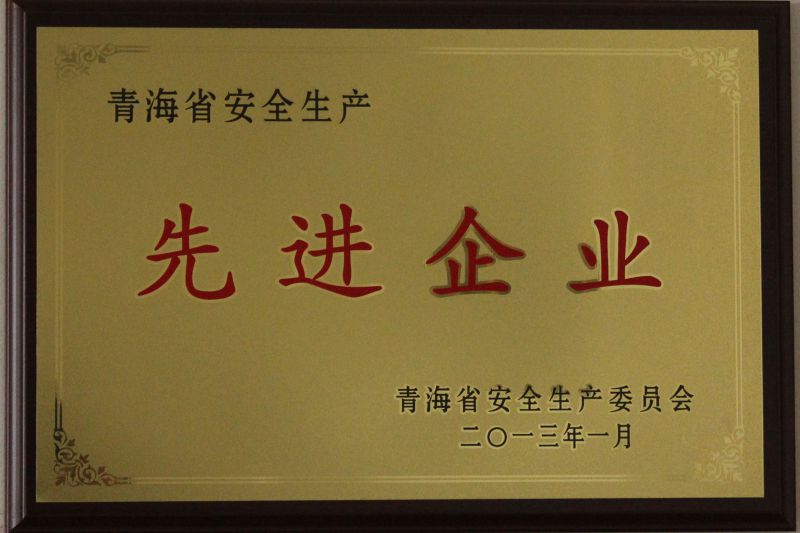 青海省安全生产
先进企业
青海省安全生产委员会
二〇一三年一月